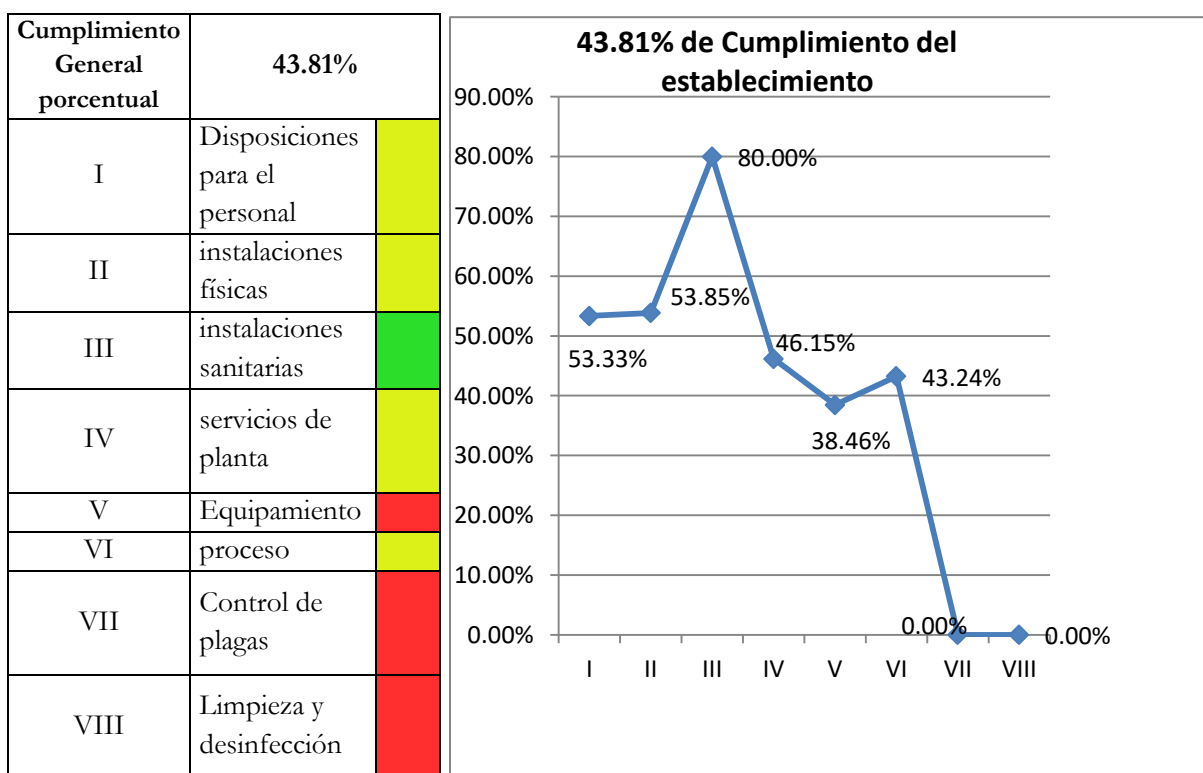 Cumplimiento
General
porcentual
43.81%
I
Disposiciones
para el
personal
II
instalaciones
físicas
III
instalaciones
sanitarias
IV
servicios de
planta
V
Equipamiento
VI
proceso
VII
Control de
plagas
VIII
Limpieza y
desinfección
43.81% de Cumplimiento del
establecimiento
90.00%
80.00%
70.00%
60.00%
50.00%
40.00%
30.00%
20.00%
10.00%
0.00%
53.33%
53.85%
80.00%
46.15%
38.46%
43.24%
0.00%
0.00%
I II III IV V VI VII VIII